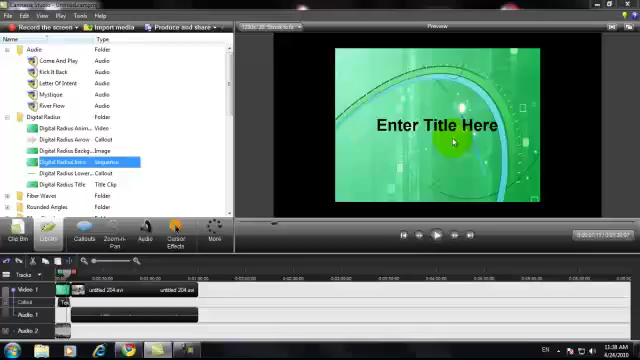 Camtasia Studio - Untitled.camproj
File Edit View Play Tools Help
Record the screen Import media Produce and share
Preview
Name Type
Audio Folder
Come And Play Audio
Kick It Back Audio
Letter Of Intent Audio
Mystique Audio
River Flow Audio
Digital Radius Folder
Digital Radius Anim... Video
Digital Radius Arrow Callout
Digital Radius Backg... Image
Digital Radius Intro Sequence
Digital Radius Lower... Callout
Digital Radius Title Title Clip
Fiber Waves Folder
Rounded Angles Folder
Enter Title Here
Clip Bin Library Callouts Zoom-n-Pan Audio Cursor Effects More
Tracks
Video 1 untitled 204.avi untitled 204.avi
Callout
Audio 1
Audio 2
EN
11:38 AM
4/24/2010